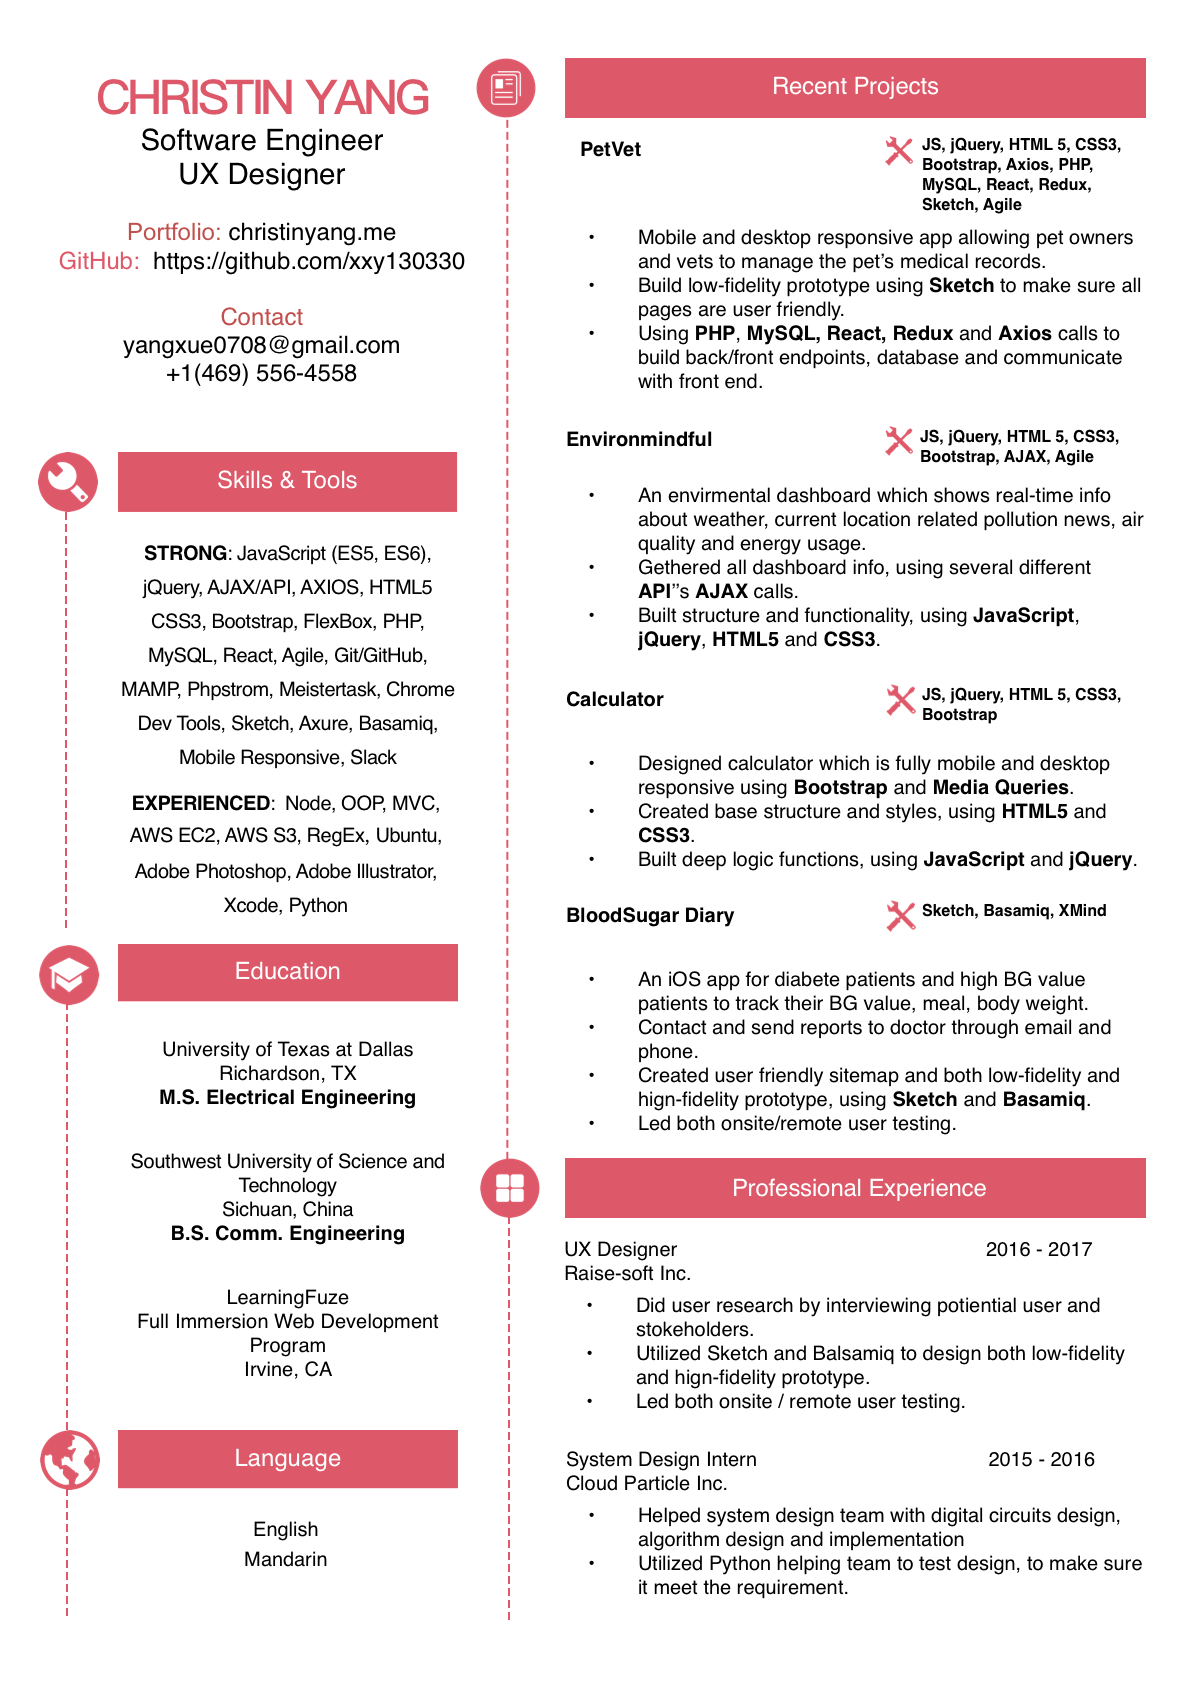 CHRISTIN YANG
Software Engineer
UX Designer
Portfolio: christinyang.me
GitHub:  https://github.com/xxy130330
Contact
yangxue0708@gmail.com
+1(469) 556-4558
Skills & Tools
STRONG: JavaScript (ES5, ES6),
jQuery, AJAX/API, AXIOS, HTML5
CSS3, Bootstrap, FlexBox, PHP,
MySQL, React, Agile, Git/GitHub,
MAMP, Phpstrom, Meistertask, Chrome
Dev Tools, Sketch, Axure, Basamiq,
Mobile Responsive, Slack
EXPERIENCED:  Node, OOP, MVC,
AWS EC2, AWS S3, RegEx, Ubuntu,
Adobe Photoshop, Adobe Illustrator,
Xcode, Python
Education
University of Texas at Dallas
Richardson, TX
M.S. Electrical Engineering
Southwest University of Science and
Technology
Sichuan, China
B.S. Comm. Engineering
LearningFuze
Full Immersion Web Development
Program
Irvine, CA
Language
English
Mandarin
Recent Projects
PetVet
JS, jQuery, HTML 5, CSS3,
Bootstrap, Axios, PHP,
MySQL, React, Redux,
Sketch, Agile
• Mobile and desktop responsive app allowing pet owners
and vets to manage the pet's medical records.
• Build low-fidelity prototype using Sketch to make sure all
pages are user friendly.
• Using PHP, MySQL, React, Redux and Axios calls to
build back/front endpoints, database and communicate
with front end.
Environmindful
JS, jQuery, HTML 5, CSS3,
Bootstrap, AJAX, Agile
• An envirmental dashboard which shows real-time info
about weather, current location related pollution news, air
quality and energy usage.
• Gethered all dashboard info, using several different
API”s AJAX calls.
• Built structure and functionality, using JavaScript,
jQuery, HTML5 and CSS3.
Calculator
JS, jQuery, HTML 5, CSS3,
Bootstrap
• Designed calculator which is fully mobile and desktop
responsive using Bootstrap and Media Queries.
• Created base structure and styles, using HTML5 and
CSS3.
• Built deep logic functions, using JavaScript and jQuery.
BloodSugar Diary
Sketch, Basamiq, XMind
• An iOS app for diabete patients and high BG value
patients to track their BG value, meal, body weight.
• Contact and send reports to doctor through email and
phone.
• Created user friendly sitemap and both low-fidelity and
hign-fidelity prototype, using Sketch and Basamiq.
• Led both onsite/remote user testing.
Professional Experience
UX Designer 2016 - 2017
Raise-soft Inc.
• Did user research by interviewing potiential user and
stokeholders.
• Utilized Sketch and Balsamiq to design both low-fidelity
and hign-fidelity prototype.
• Led both onsite / remote user testing.
System Design Intern 2015 - 2016
Cloud Particle Inc.
• Helped system design team with digital circuits design,
algorithm design and implementation
• Utilized Python helping team to test design, to make sure
it meet the requirement.